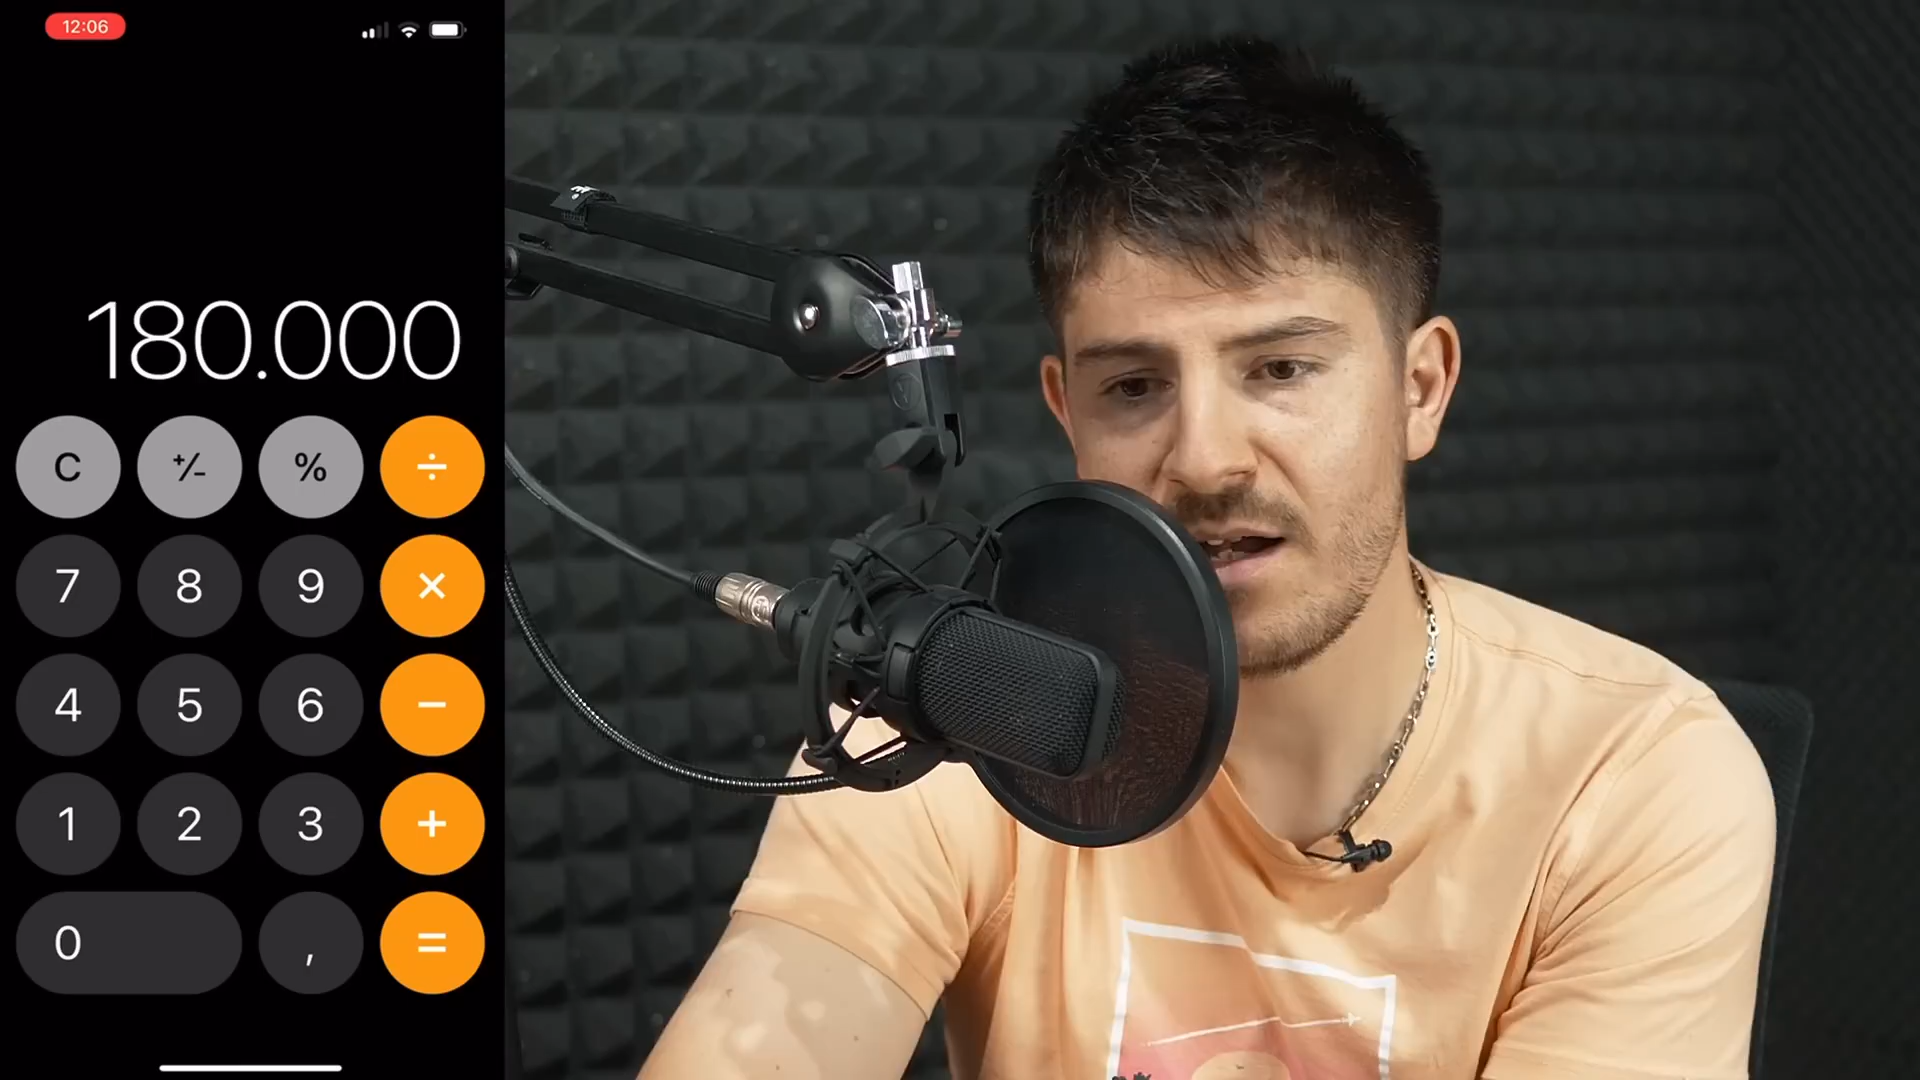 12:06
180.000
C +/- % ÷
7 8 9 ×
4 5 6 −
1 2 3 +
0 , =